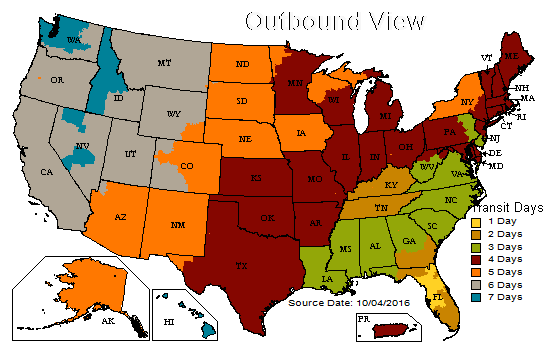 Outbound View
WA
MT
ND
MN
VT
ME
OR
ID
SD
WI
MI
NY
NH
MA
RI
CT
WY
IA
PA
NJ
NV
UT
NE
IL
IN
OH
DE
MD
CA
CO
KS
MO
KY
WV
VA
AZ
NM
OK
AR
TN
NC
SC
TX
MS
AL
GA
LA
FL
AK
HI
PR
Transit Days
1 Day
2 Days
3 Days
4 Days
5 Days
6 Days
7 Days
Source Date: 10/04/2016